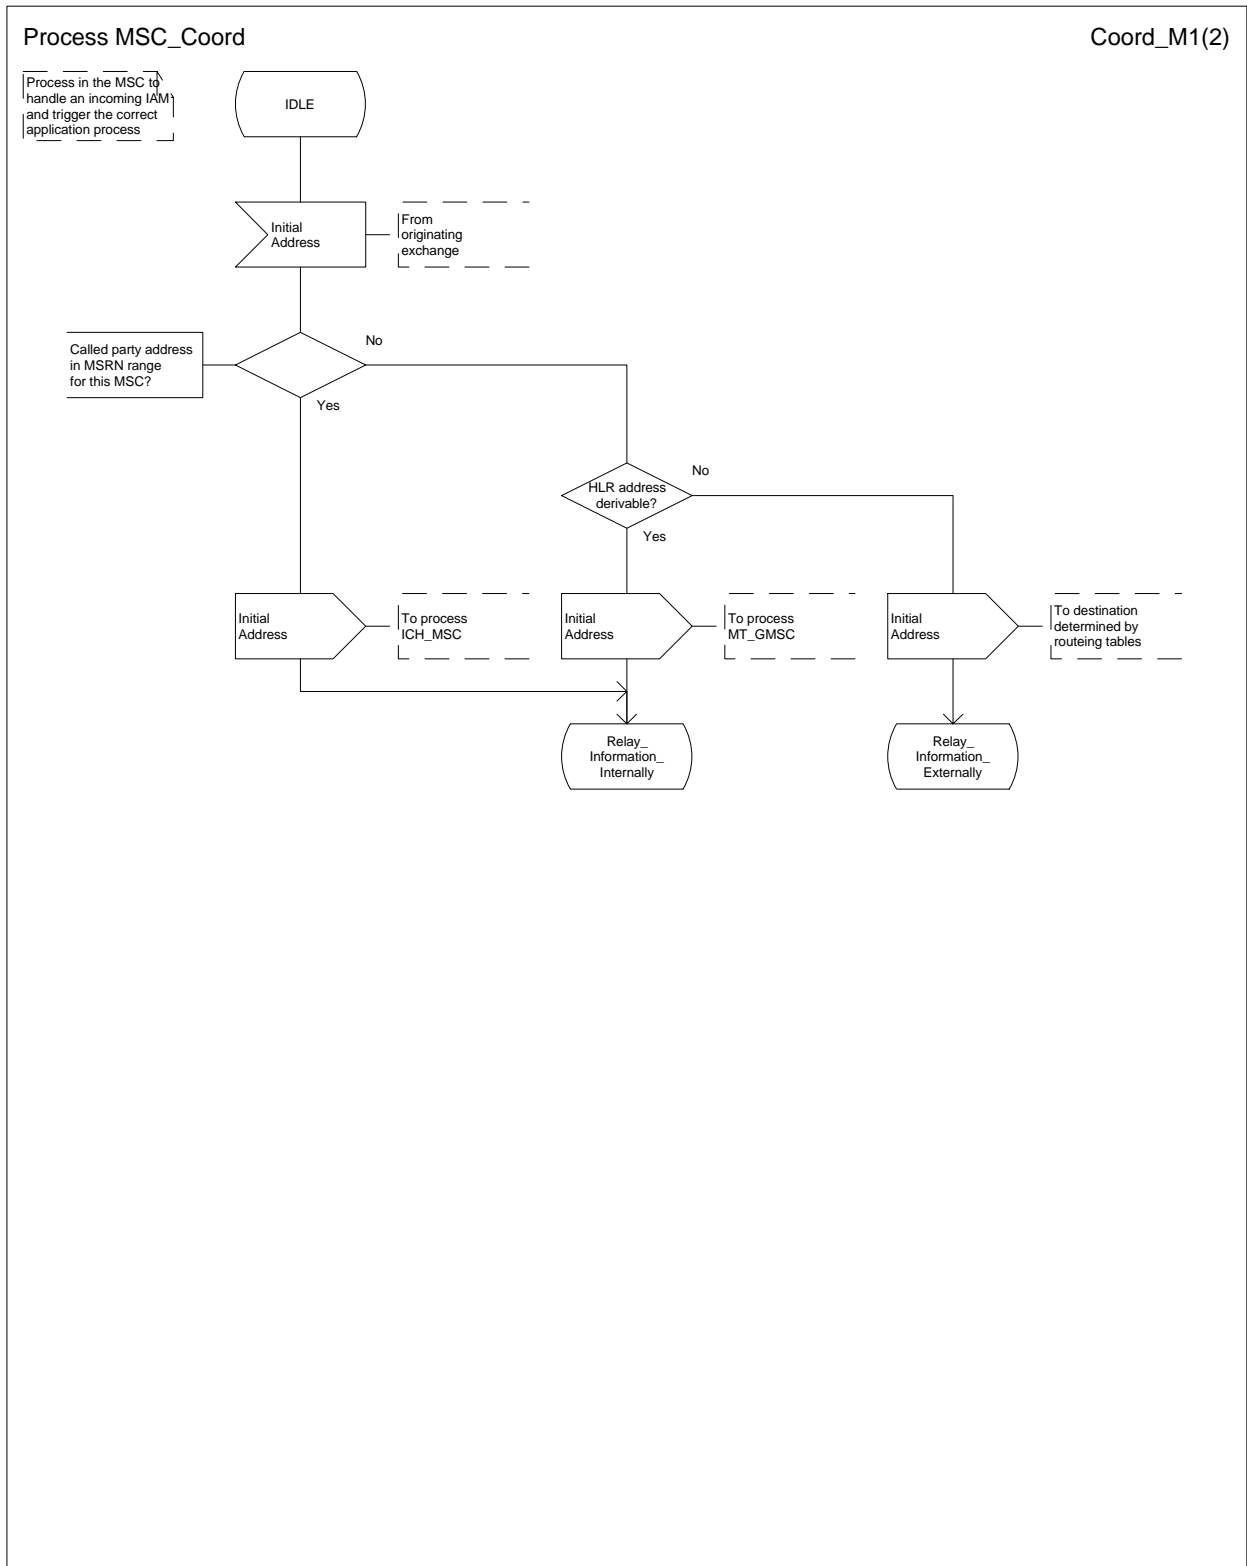 Process MSC_Coord
Coord_M1(2)
Process in the MSC to
handle an incoming IAM
and trigger the correct
application process
IDLE
Initial
Address
From
originating
exchange
Called party address
in MSRN range
for this MSC?
No
Yes
HLR address
derivable?
No
Yes
Initial
Address
To process
ICH_MSC
Initial
Address
To process
MT_GMSC
Initial
Address
To destination
determined by
routeing tables
Relay_
Information_
Internally
Relay_
Information_
Externally